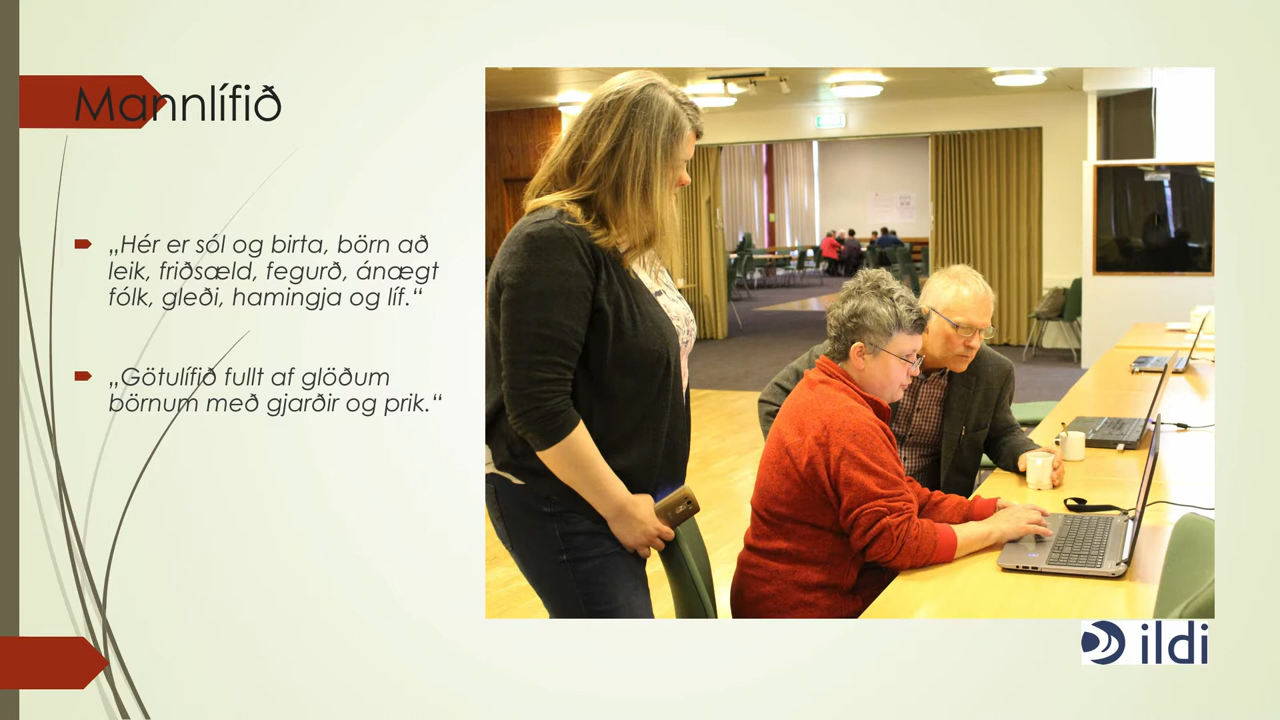 Mannlífið
„Hér er sól og birta, börn að
leik, friðsæld, fegurð, ánægt
fólk, gleði, hamingja og líf.“
„Götulífið fullt af glöðum
börnum með gjarðir og prik.“
ildi